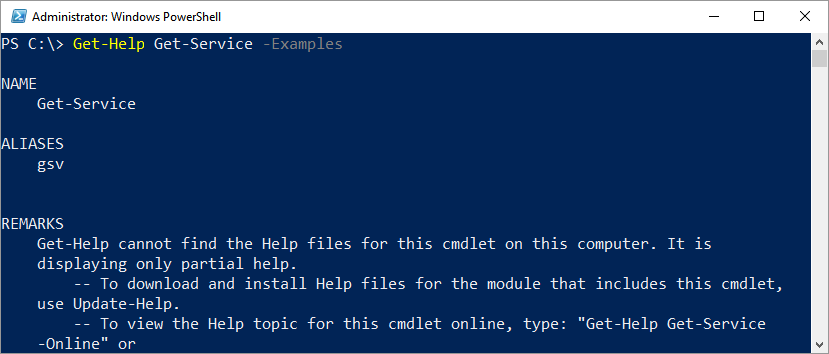 Administrator: Windows PowerShell
PS C:\> Get-Help Get-Service -Examples
NAME
Get-Service
ALIASES
gsv
REMARKS
Get-Help cannot find the Help files for this cmdlet on this computer. It is
displaying only partial help.
-- To download and install Help files for the module that includes this cmdlet,
use Update-Help.
-- To view the Help topic for this cmdlet online, type: "Get-Help Get-Service
-Online" or